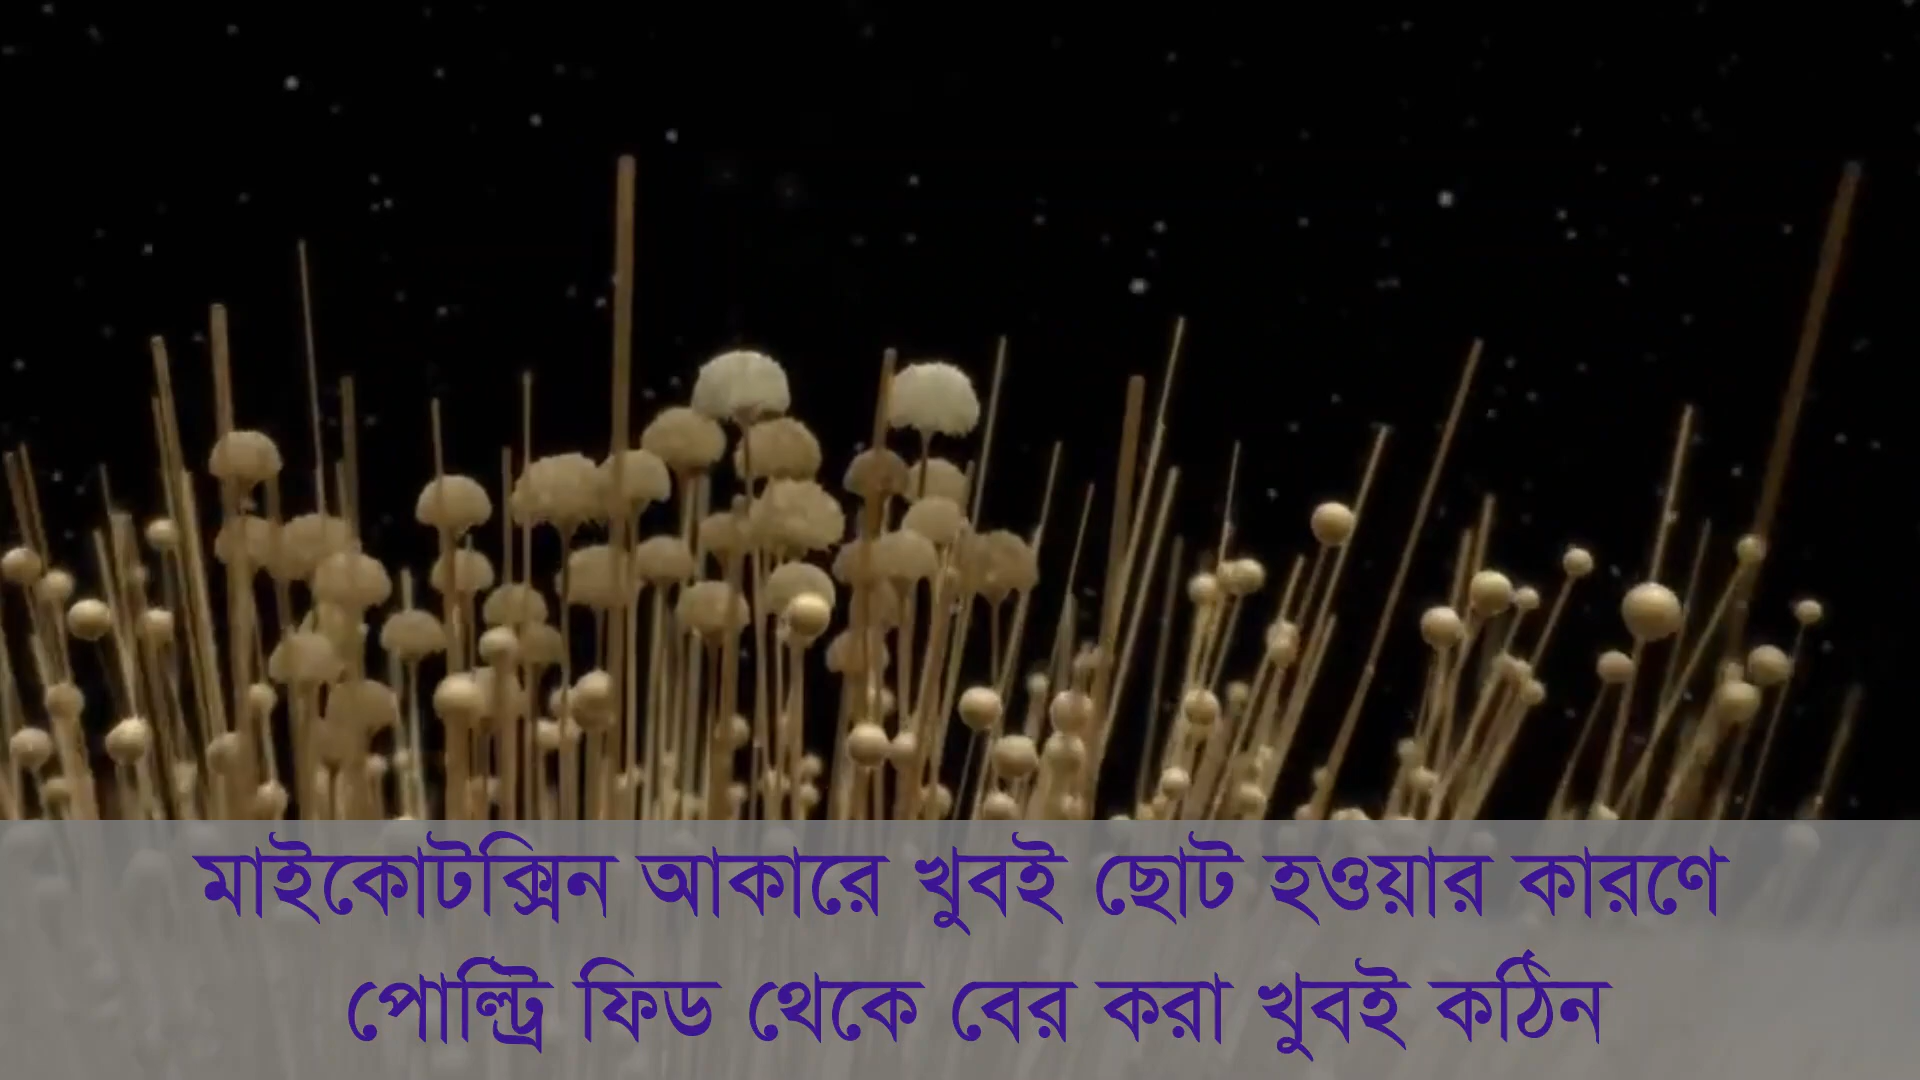 মাইকোটক্সিন আকারে খুবই ছোট হওয়ার কারণে
পোল্ট্রি ফিড থেকে বের করা খুবই কঠিন